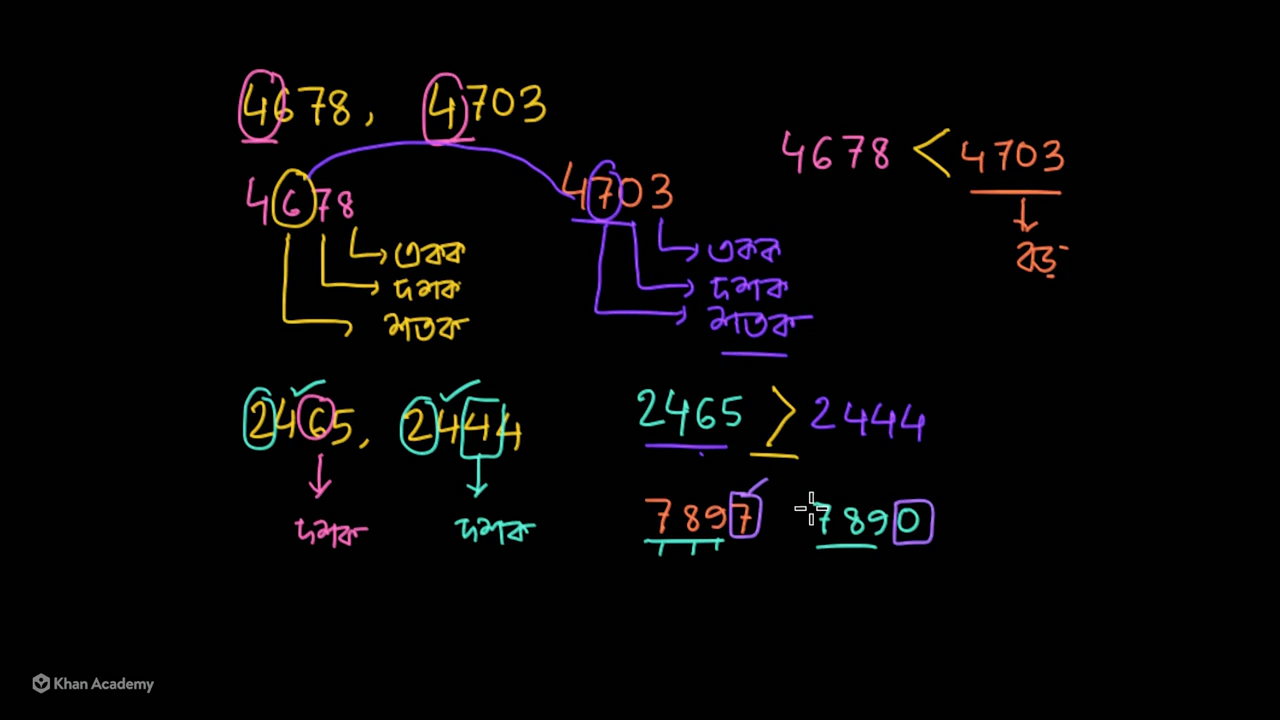 4678, 4703
4678 < 4703
বড়
4678
একক
দশক
শতক
4703
একক
দশক
শতক
2465, 2444
দশক দশক
2465 > 2444
7897 7890
Khan Academy